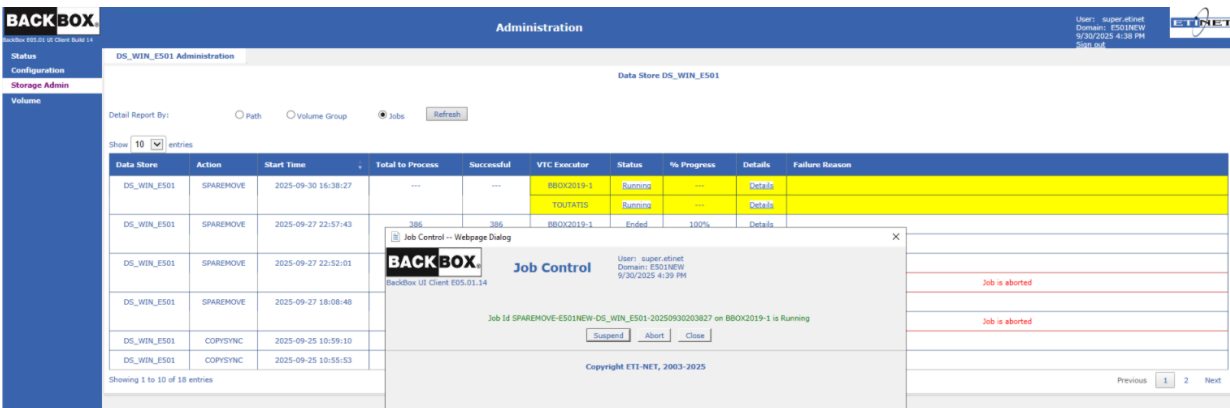 BACKBOX®
BackBox E05.01 UI Client Build 14
Administration
User: super.etinet
Domain: E501NEW
9/30/2025 4:38 PM
Sign out
ETINET
Status
Configuration
Storage Admin
Volume
DS_WIN_E501 Administration
Data Store DS_WIN_E501
Detail Report By: Path Volume Group Jobs Refresh
Show 10 entries
Data Store Action Start Time Total to Process Successful VTC Executor Status % Progress Details Failure Reason
DS_WIN_E501 SPAREMOVE 2025-09-30 16:38:27 --- --- BBOX2019-1 Running --- Details
TOUTATIS Running --- Details
DS_WIN_E501 SPAREMOVE 2025-09-27 22:57:43 386 386 BBOX2019-1 Ended 100% Details
DS_WIN_E501 SPAREMOVE 2025-09-27 22:52:01
Job is aborted
DS_WIN_E501 SPAREMOVE 2025-09-27 18:08:48
Job is aborted
DS_WIN_E501 COPYSYNC 2025-09-25 10:59:10
DS_WIN_E501 COPYSYNC 2025-09-25 10:55:53
Showing 1 to 10 of 18 entries
Previous 1 2 Next
Job Control -- Webpage Dialog
BACKBOX®
BackBox UI Client E05.01.14
Job Control
User: super.etinet
Domain: E501NEW
9/30/2025 4:39 PM
Job Id SPAREMOVE-E501NEW-DS_WIN_E501-20250930203827 on BBOX2019-1 is Running
Suspend Abort Close
Copyright ETI-NET, 2003-2025